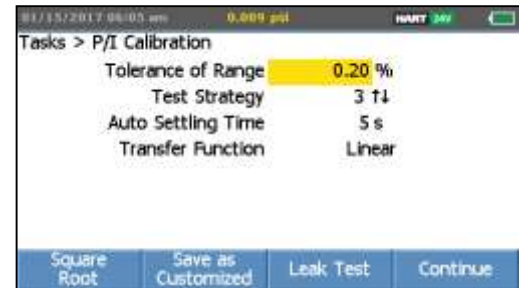 01/15/2017 06:05 am 0.009 psi HART 24V
Tasks > P/I Calibration
Tolerance of Range 0.20 %
Test Strategy 3 ↑↓
Auto Settling Time 5 s
Transfer Function Linear
Square Root Save as Customized Leak Test Continue